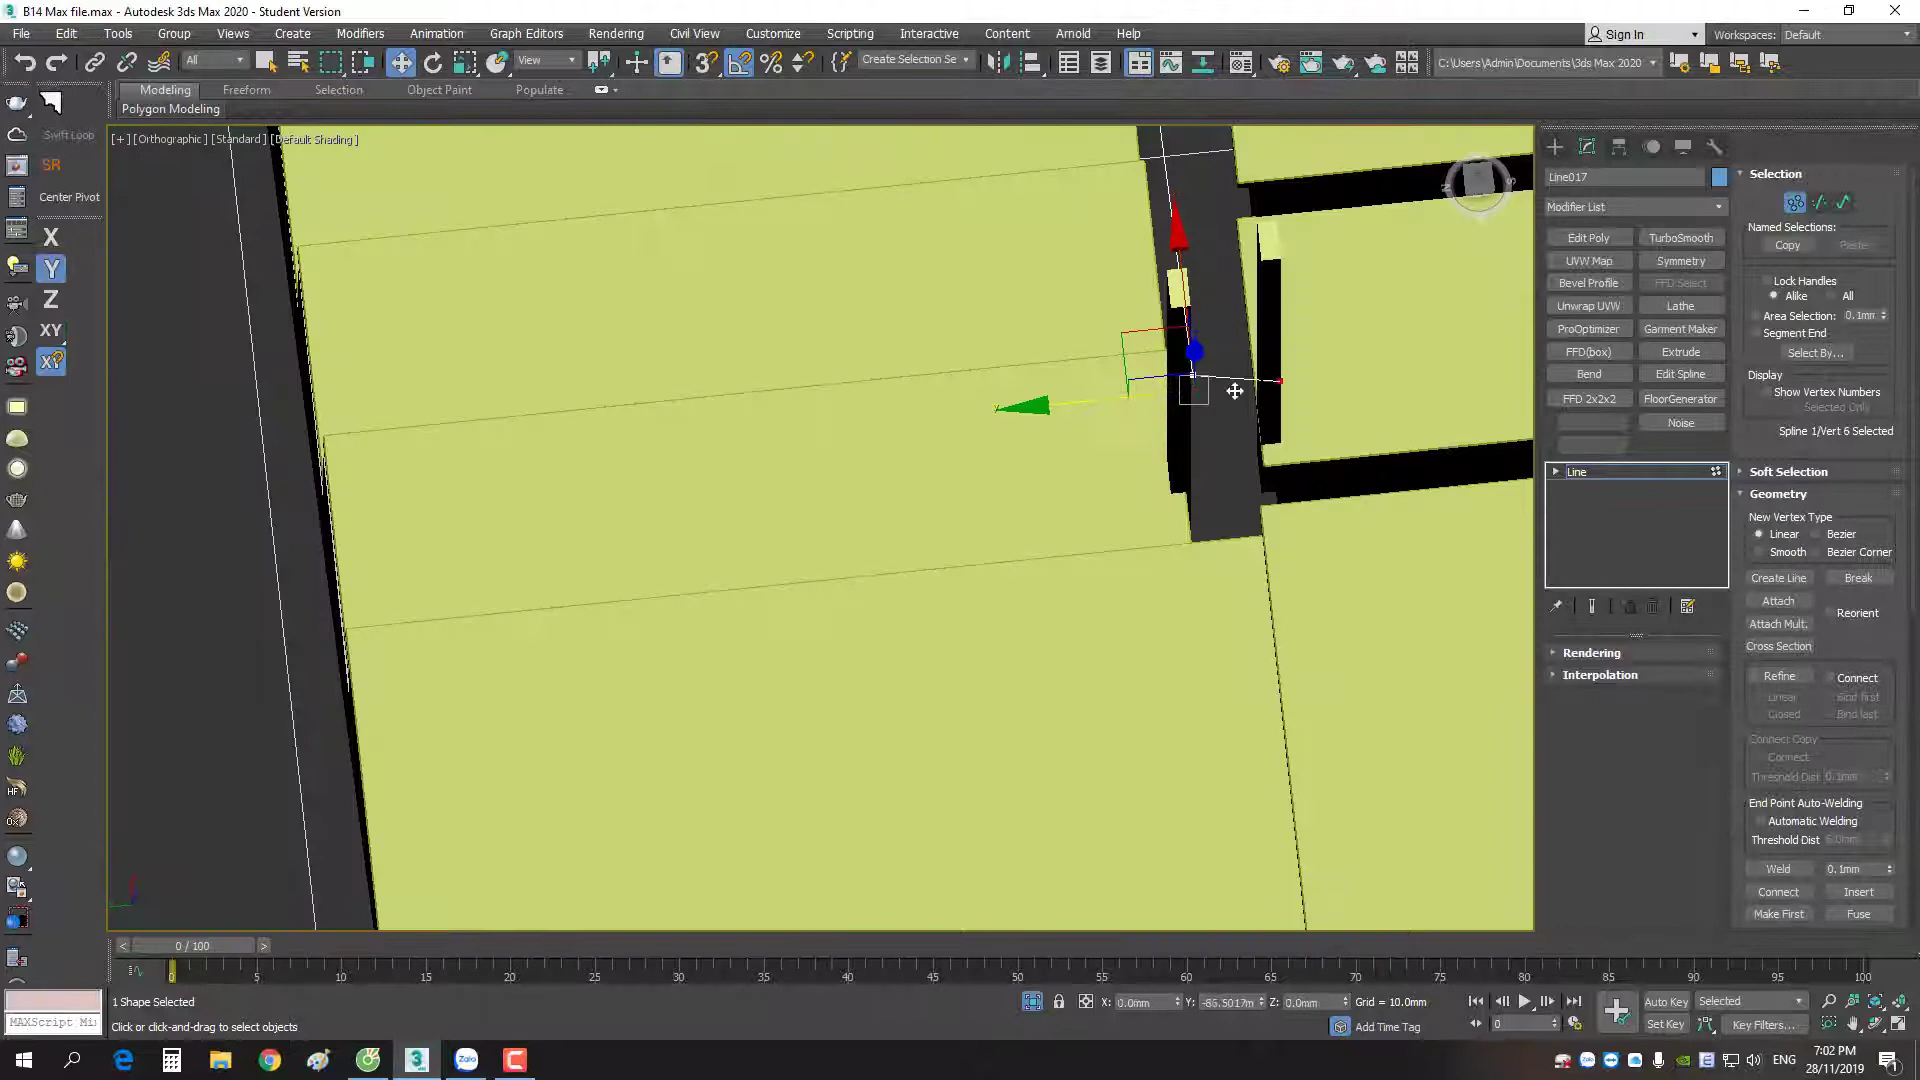 B14 Max file.max - Autodesk 3ds Max 2020 - Student Version
File Edit Tools Group Views Create Modifiers Animation Graph Editors Rendering Civil View Customize Scripting Interactive Content Arnold Help
Sign In Workspaces: Default
All View Create Selection Se C:\Users\Admin\Documents\3ds Max 2020
Modeling Freeform Selection Object Paint Populate
Polygon Modeling
Swift Loop
SR
Center Pivot
X
Y
Z
XY
[+] [Orthographic] [Standard] [Default Shading]
Line017
Modifier List
Edit Poly TurboSmooth
UVW Map Symmetry
Bevel Profile FFD Select
Unwrap UVW Lathe
ProOptimizer Garment Maker
FFD(box) Extrude
Bend Edit Spline
FFD 2x2x2 FloorGenerator
Noise
Line
Rendering
Interpolation
Selection
Named Selections:
Copy Paste
Lock Handles
Alike All
Area Selection: 0.1mm
Segment End
Select By...
Display
Show Vertex Numbers
Selected Only
Spline 1/Vert 6 Selected
Soft Selection
Geometry
New Vertex Type
Linear Bezier
Smooth Bezier Corner
Create Line Break
Attach
Reorient
Attach Mult.
Cross Section
Refine Connect
Linear Bind first
Closed Bind last
Connect Copy
Connect
Threshold Dist 0.1mm
End Point Auto-Welding
Automatic Welding
Threshold Dist
Weld 0.1mm
Connect Insert
Make First Fuse
HF
0 / 100
0 5 10 15 20 25 30 35 40 45 50 55 60 65 70 75 80 85 90 95 100
MAXScript Mi
1 Shape Selected
Click or click-and-drag to select objects
X: 0.0mm Y: -85.5017m Z: 0.0mm Grid = 10.0mm
Add Time Tag
0
Auto Key Selected
Set Key Key Filters...
Zalo
ENG
7:02 PM
28/11/2019